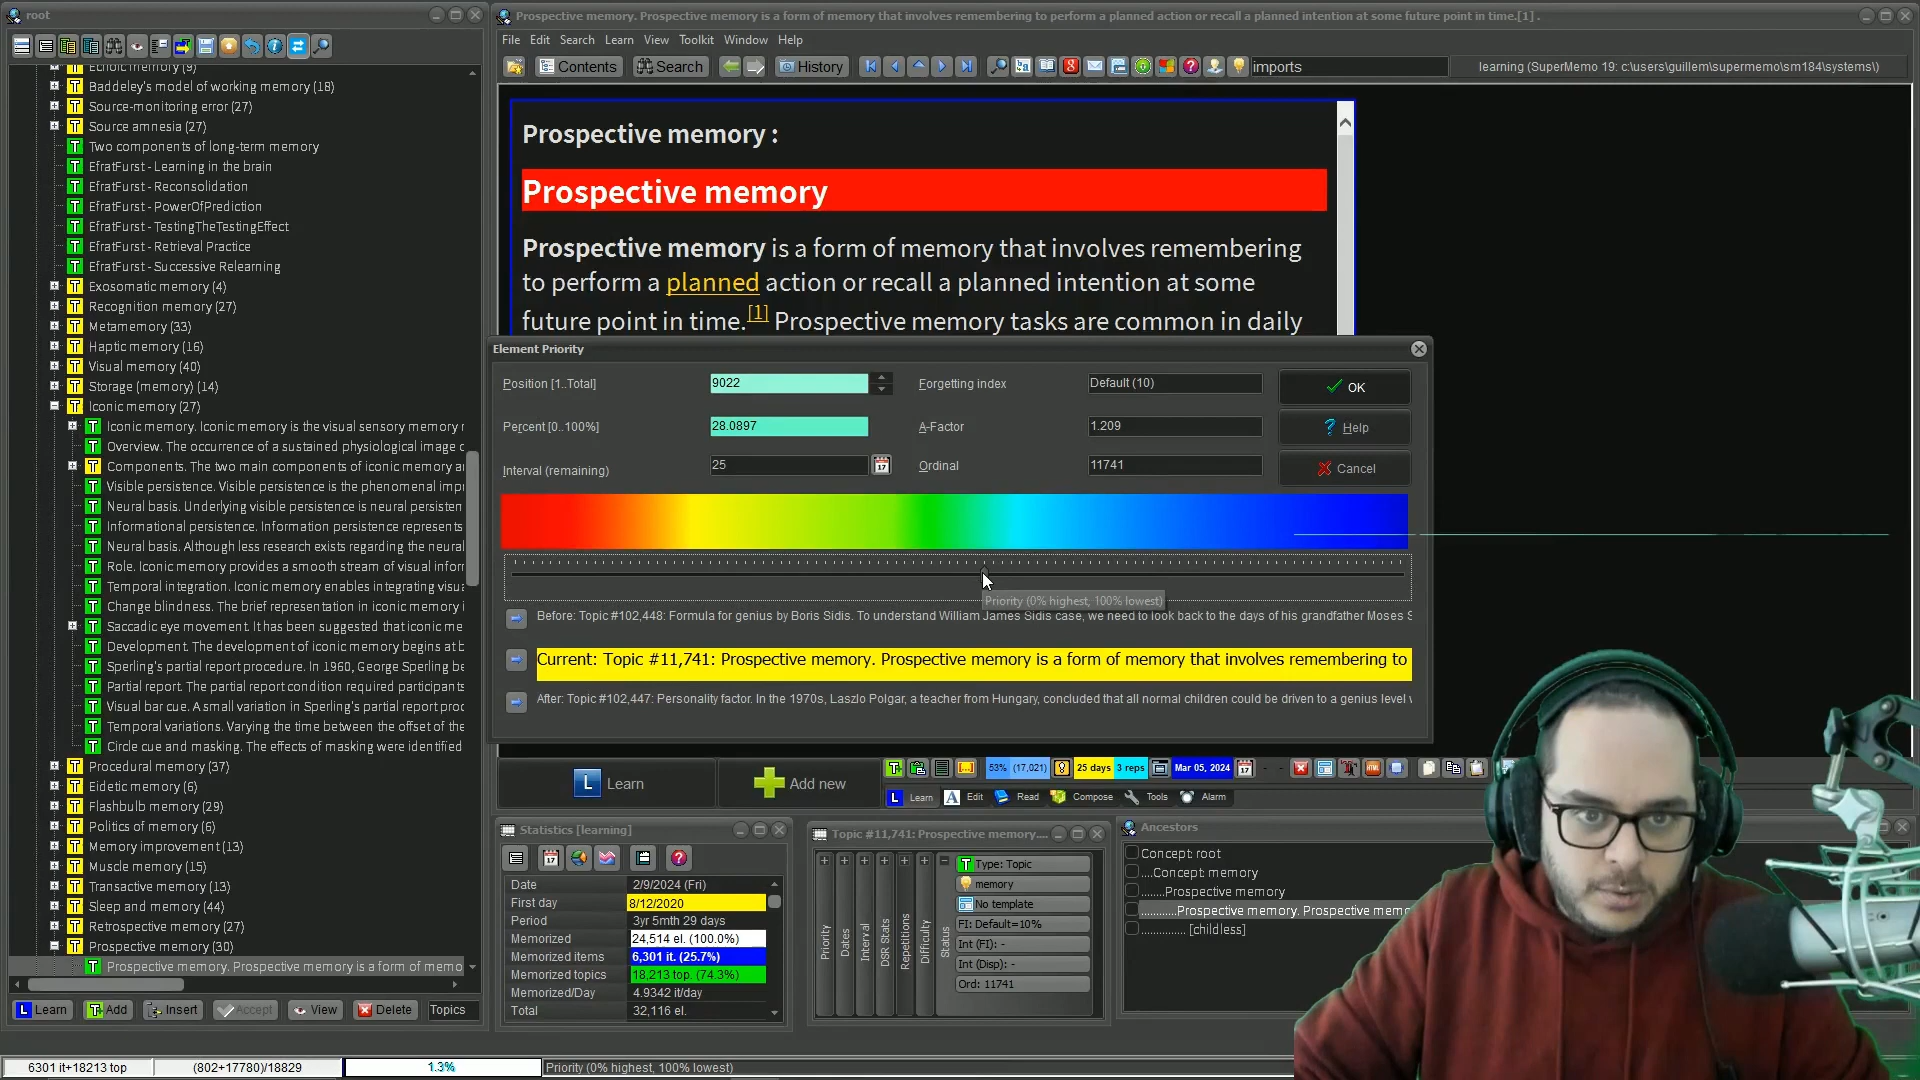 root
Echoic memory (9)
Baddeley's model of working memory (18)
Source-monitoring error (27)
Source amnesia (27)
Two components of long-term memory
EfratFurst - Learning in the brain
EfratFurst - Reconsolidation
EfratFurst - PowerOfPrediction
EfratFurst - TestingTheTestingEffect
EfratFurst - Retrieval Practice
EfratFurst - Successive Relearning
Exosomatic memory (4)
Recognition memory (27)
Metamemory (33)
Haptic memory (16)
Visual memory (40)
Storage (memory) (14)
Iconic memory (27)
Iconic memory. Iconic memory is the visual sensory memory r
Overview. The occurrence of a sustained physiological image o
Components. The two main components of iconic memory ar
Visible persistence. Visible persistence is the phenomenal impr
Neural basis. Underlying visible persistence is neural persisten
Informational persistence. Information persistence represents
Neural basis. Although less research exists regarding the neural
Role. Iconic memory provides a smooth stream of visual infor
Temporal integration. Iconic memory enables integrating visua
Change blindness. The brief representation in iconic memory i
Saccadic eye movement. It has been suggested that iconic me
Development. The development of iconic memory begins at b
Sperling's partial report procedure. In 1960, George Sperling be
Partial report. The partial report condition required participants
Visual bar cue. A small variation in Sperling's partial report proc
Temporal variations. Varying the time between the offset of the
Circle cue and masking. The effects of masking were identified
Procedural memory (37)
Eidetic memory (6)
Flashbulb memory (29)
Politics of memory (6)
Memory improvement (13)
Muscle memory (15)
Transactive memory (13)
Sleep and memory (44)
Retrospective memory (27)
Prospective memory (30)
Prospective memory. Prospective memory is a form of memo
Learn Add Insert Accept View Delete Topics
6301 it+18213 top (802+17780)/18829 1.3% Priority (0% highest, 100% lowest)
Prospective memory. Prospective memory is a form of memory that involves remembering to perform a planned action or recall a planned intention at some future point in time.[1] .
File Edit Search Learn View Toolkit Window Help
Contents Search History imports learning (SuperMemo 19: c:\users\guillem\supermemo\sm184\systems\)
Prospective memory :
Prospective memory
Prospective memory is a form of memory that involves remembering
to perform a planned action or recall a planned intention at some
future point in time.[1] Prospective memory tasks are common in daily
Element Priority
Position [1..Total] 9022 Forgetting index Default (10) OK
Percent [0..100%] 28.0897 A-Factor 1.209 Help
Interval (remaining) 25 17 Ordinal 11741 Cancel
Priority (0% highest, 100% lowest)
Before: Topic #102,448: Formula for genius by Boris Sidis. To understand William James Sidis case, we need to look back to the days of his grandfather Moses S
Current: Topic #11,741: Prospective memory. Prospective memory is a form of memory that involves remembering to
After: Topic #102,447: Personality factor. In the 1970s, Laszlo Polgar, a teacher from Hungary, concluded that all normal children could be driven to a genius level
L Learn Add new
53% (17,021) 25 days 3 reps Mar 05, 2024
L Learn Edit Read Compose Tools Alarm
Statistics [learning]
Date 2/9/2024 (Fri)
First day 8/12/2020
Period 3yr 5mth 29 days
Memorized 24,514 el. (100.0%)
Memorized items 6,301 it. (25.7%)
Memorized topics 18,213 top. (74.3%)
Memorized/Day 4.9342 it/day
Total 32,116 el.
Topic #11,741: Prospective memory....
Priority
Dates
Interval
DSR Stats
Repetitions
Difficulty
Status
Type: Topic
memory
No template
FI: Default=10%
Int (FI): -
Int (Disp): -
Ord: 11741
Ancestors
Concept: root
....Concept: memory
........Prospective memory
............Prospective memory. Prospective memo
.............. [childless]